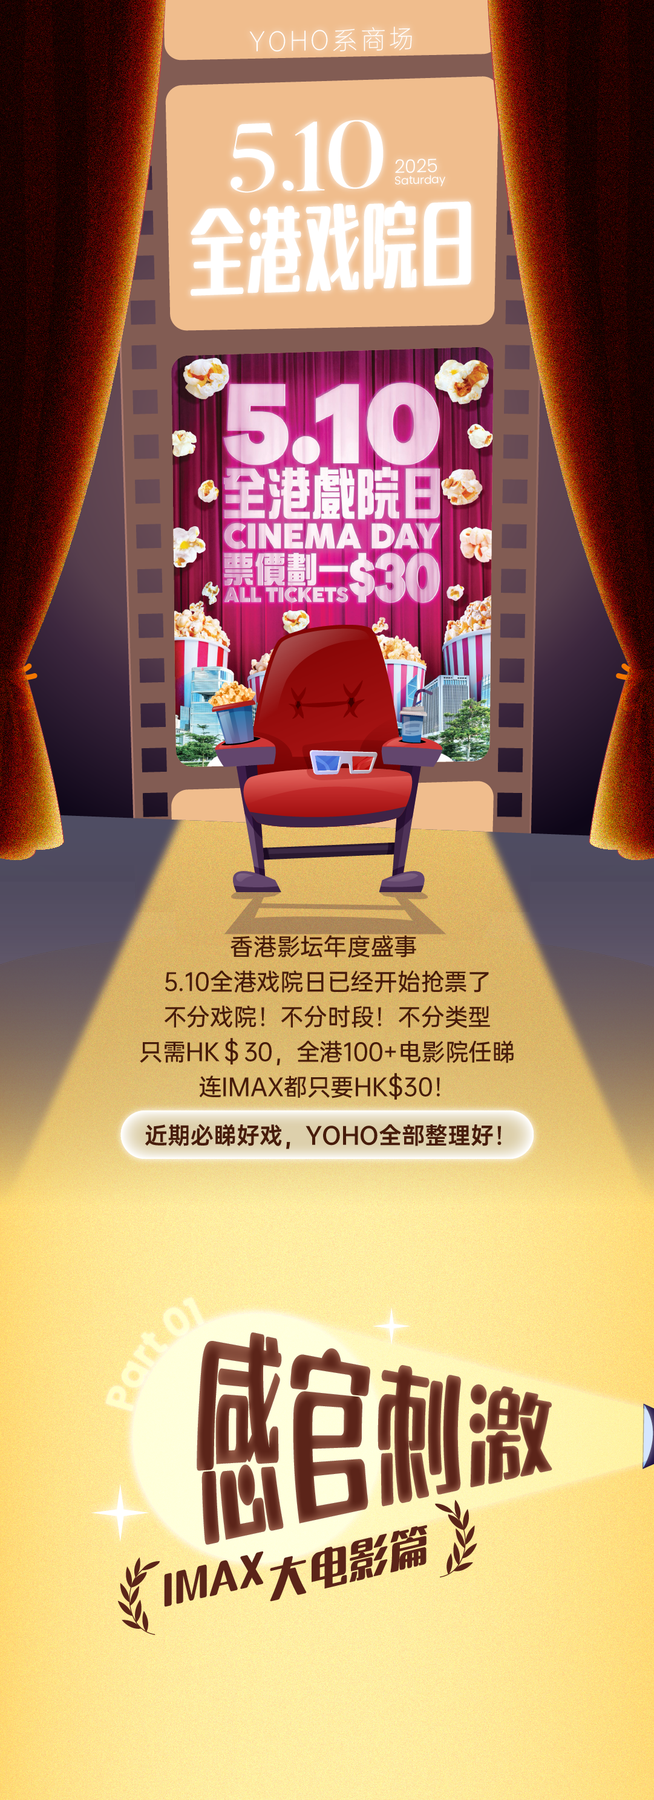 YOHO系商场
5.10
2025
Saturday
全港戏院日
5.10
全港戲院日
CINEMA DAY
票價劃一$30
ALL TICKETS
香港影坛年度盛事
5.10全港戏院日已经开始抢票了
不分戏院！不分时段！不分类型
只需HK＄30，全港100+电影院任睇
连IMAX都只要HK$30！
近期必睇好戏，YOHO全部整理好！
Part 01
感官刺激
IMAX大电影篇